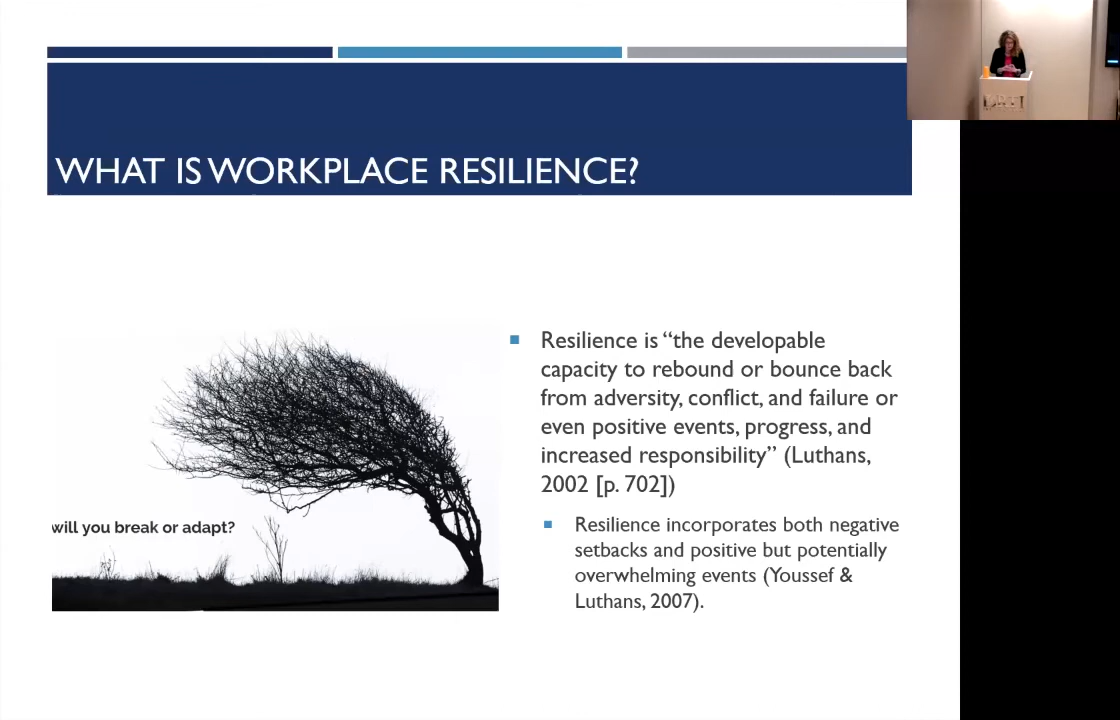 WHAT IS WORKPLACE RESILIENCE?
Resilience is “the developable
capacity to rebound or bounce back
from adversity, conflict, and failure or
even positive events, progress, and
increased responsibility” (Luthans,
2002 [p. 702])
Resilience incorporates both negative
setbacks and positive but potentially
overwhelming events (Youssef &
Luthans, 2007).
will you break or adapt?